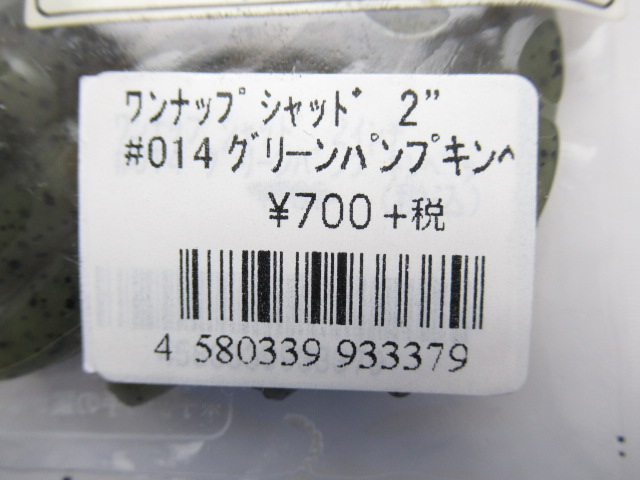 ワンナップシャッド 2”
#014 グリーンパンプキンペ
¥700+税
4 580339 933379